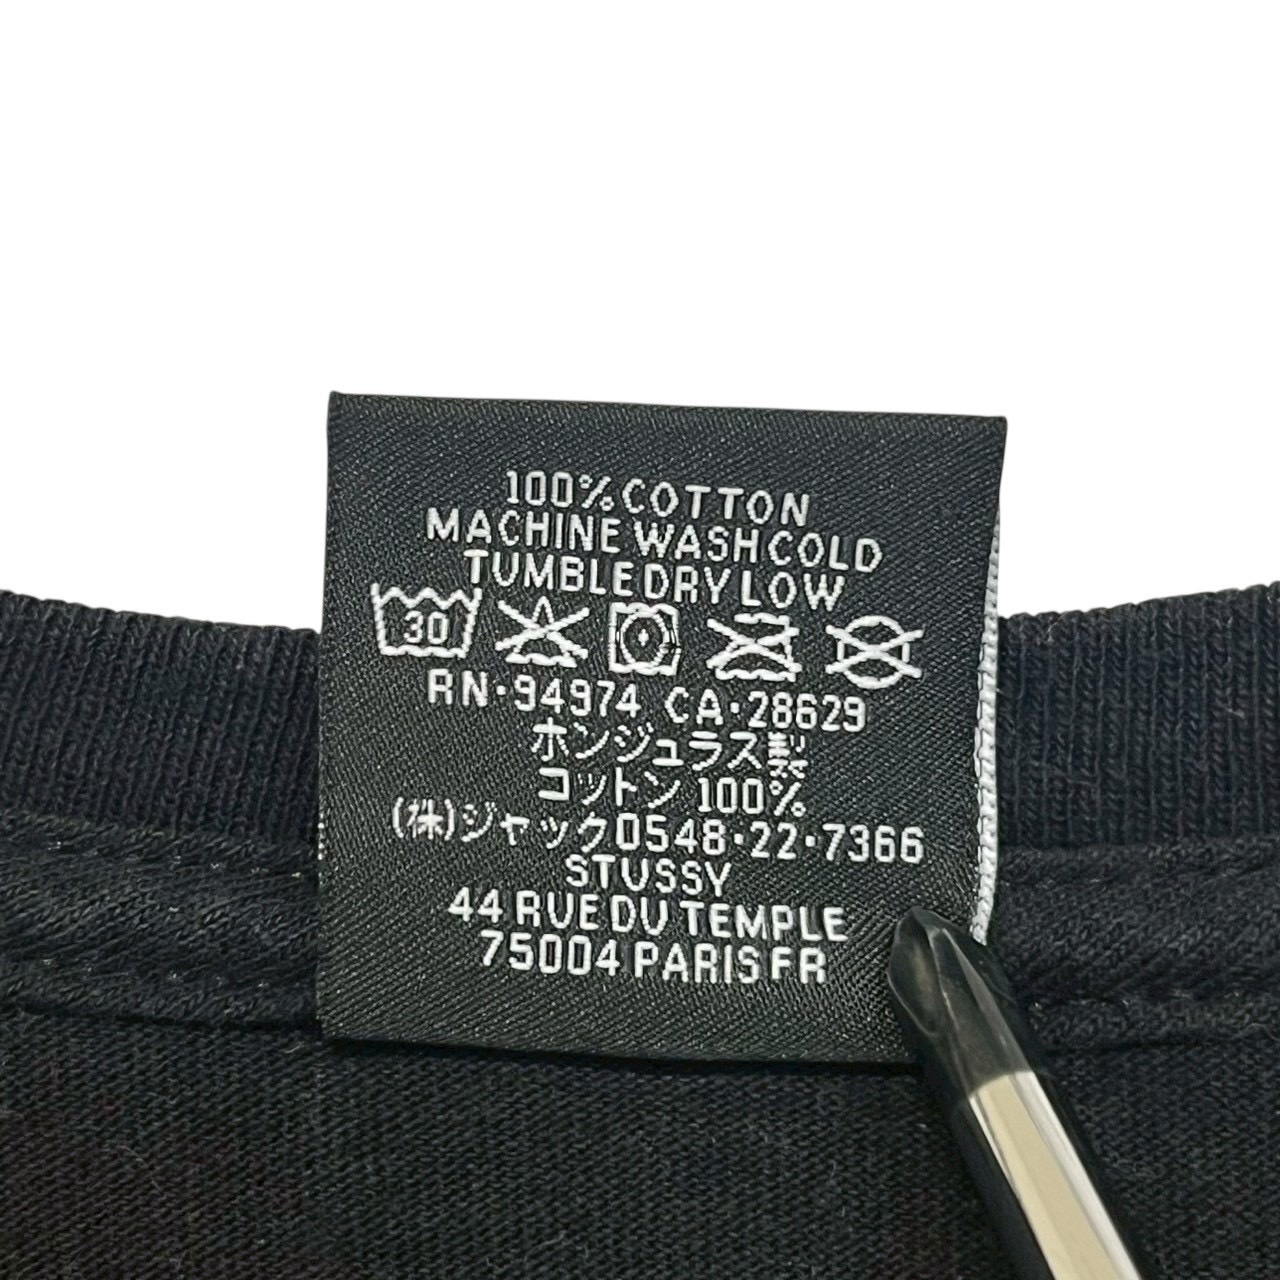 100% COTTON
MACHINE WASH COLD
TUMBLE DRY LOW
30
RN·94974 CA·28629
ホンジュラス製
コットン 100%
(株)ジャック0548·22·7366
STUSSY
44 RUE DU TEMPLE
75004 PARIS FR